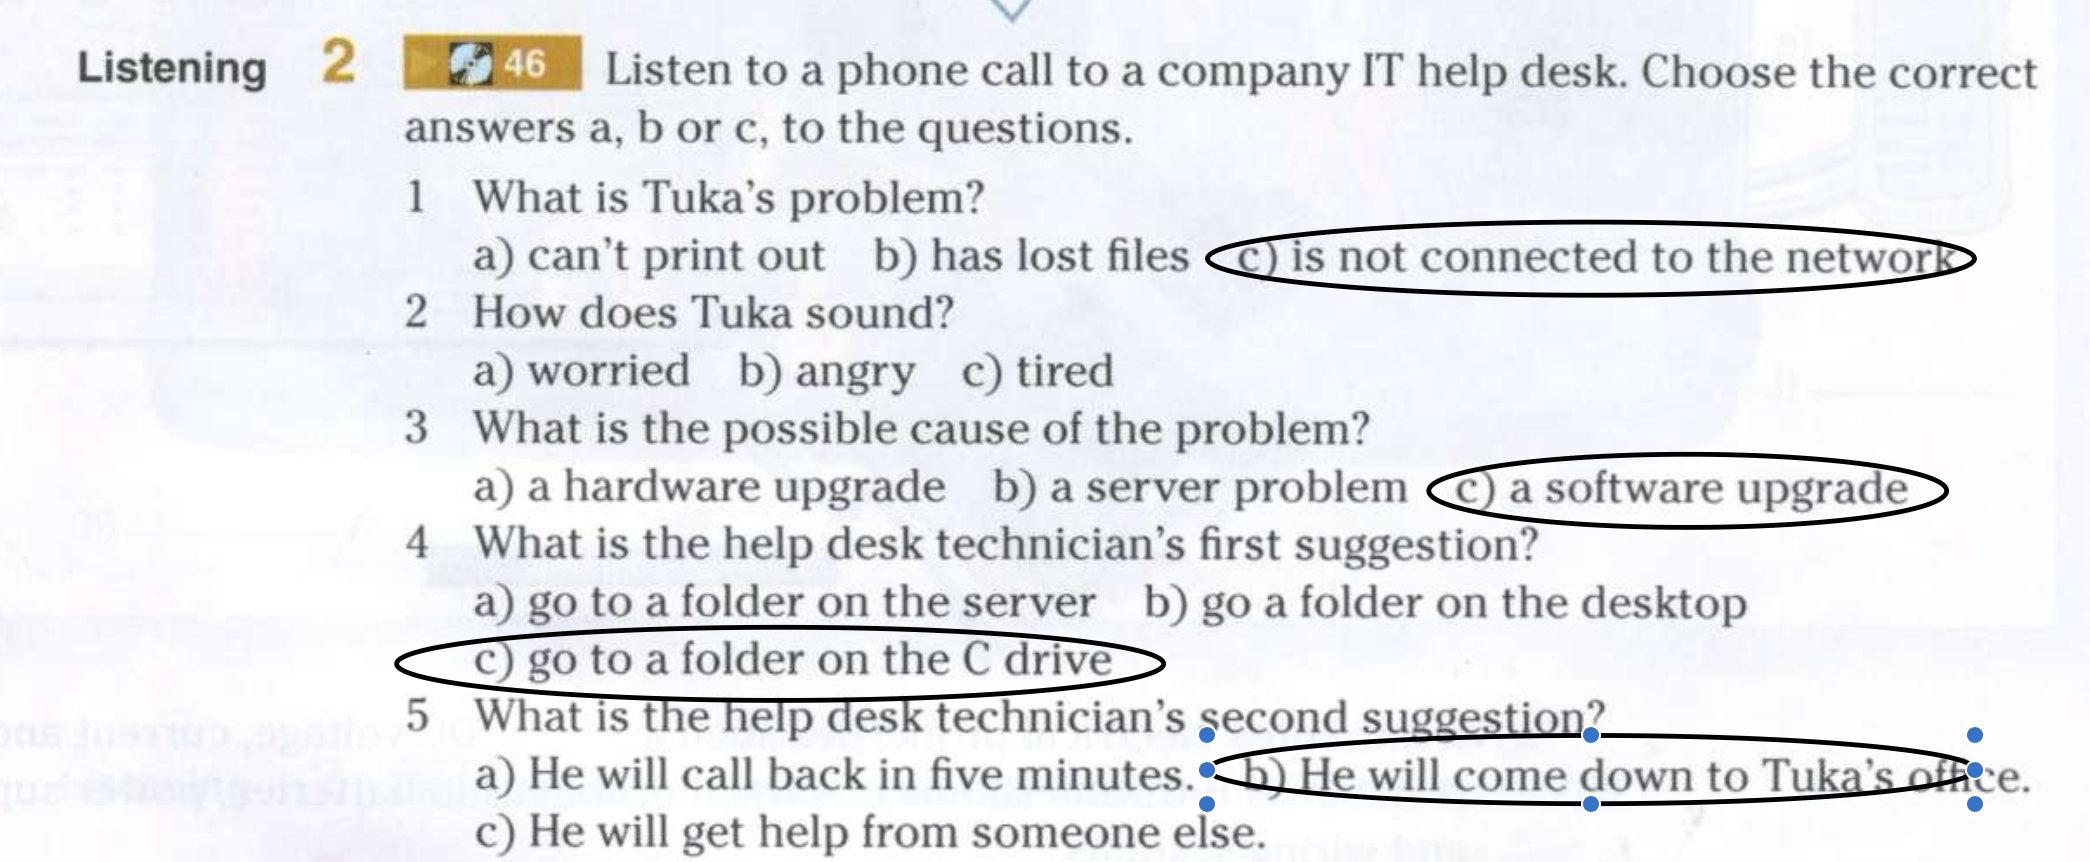 Listening 2 46 Listen to a phone call to a company IT help desk. Choose the correct
answers a, b or c, to the questions.
1 What is Tuka's problem?
a) can't print out b) has lost files c) is not connected to the network
2 How does Tuka sound?
a) worried b) angry c) tired
3 What is the possible cause of the problem?
a) a hardware upgrade b) a server problem c) a software upgrade
4 What is the help desk technician's first suggestion?
a) go to a folder on the server b) go a folder on the desktop
c) go to a folder on the C drive
5 What is the help desk technician's second suggestion?
a) He will call back in five minutes. b) He will come down to Tuka's office.
c) He will get help from someone else.